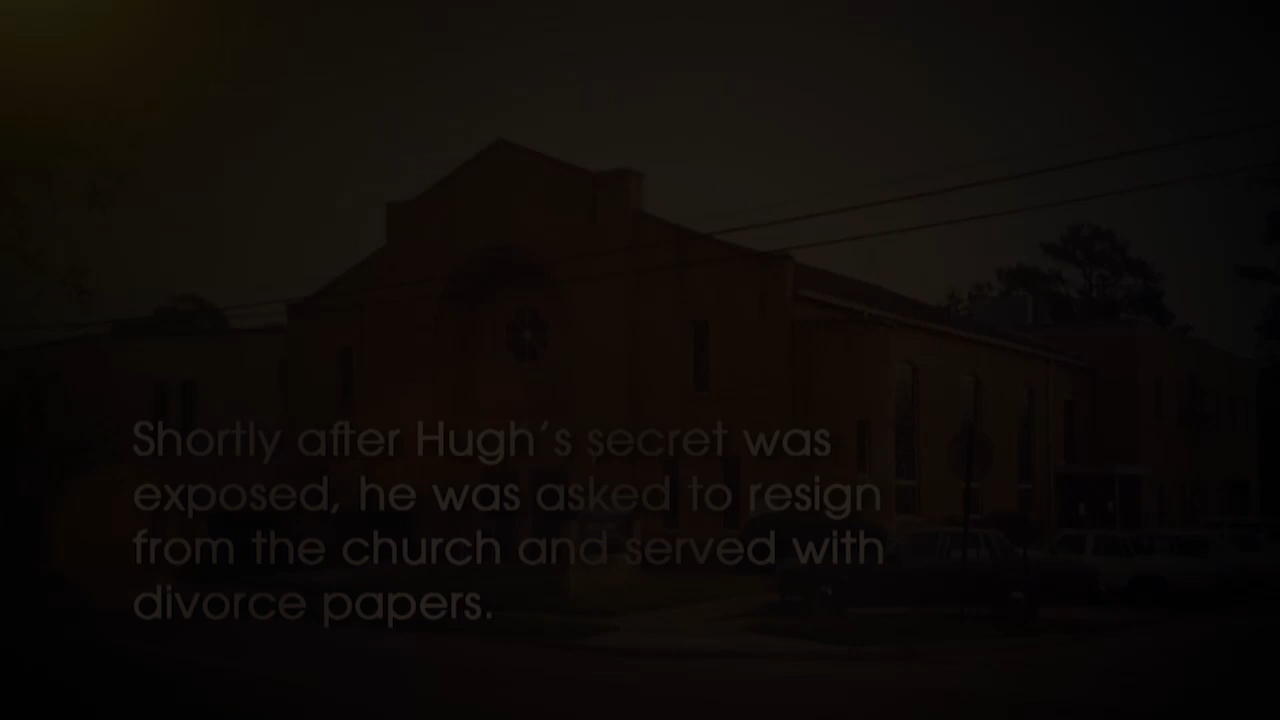 Shortly after Hugh's secret was
exposed, he was asked to resign
from the church and served with
divorce papers.